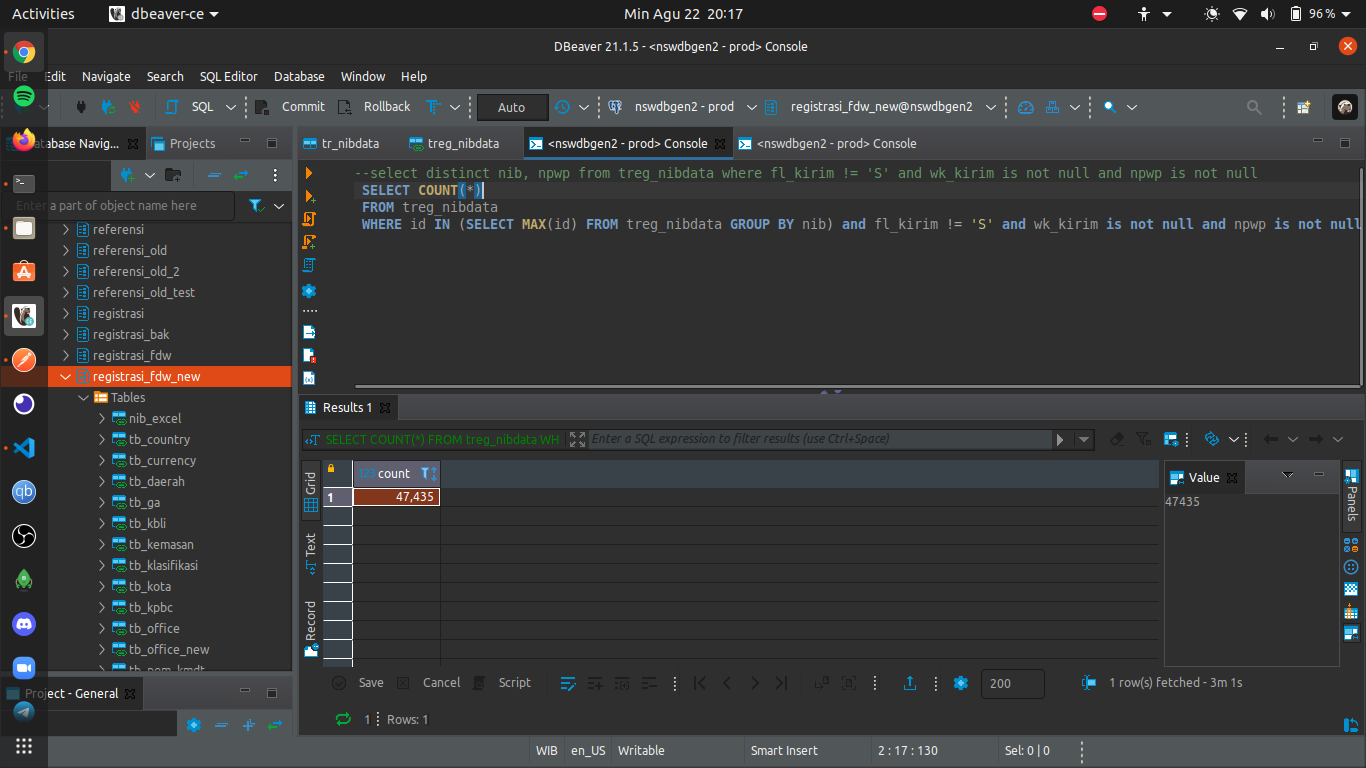 Activities
dbeaver-ce
Min Agu 22 20:17
96%
DBeaver 21.1.5 - <nswdbgen2 - prod> Console
File Edit Navigate Search SQL Editor Database Window Help
SQL Commit Rollback Auto nswdbgen2 - prod registrasi_fdw_new@nswdbgen2
Database Navig... Projects
tr_nibdata treg_nibdata <nswdbgen2 - prod> Console <nswdbgen2 - prod> Console
Enter a part of object name here
referensi
referensi_old
referensi_old_2
referensi_old_test
registrasi
registrasi_bak
registrasi_fdw
registrasi_fdw_new
Tables
nib_excel
tb_country
tb_currency
tb_daerah
tb_ga
tb_kbli
tb_kemasan
tb_klasifikasi
tb_kota
tb_kpbc
tb_office
tb_office_new
Project - General
--select distinct nib, npwp from treg_nibdata where fl_kirim != 'S' and wk_kirim is not null and npwp is not null
SELECT COUNT(*)
FROM treg_nibdata
WHERE id IN (SELECT MAX(id) FROM treg_nibdata GROUP BY nib) and fl_kirim != 'S' and wk_kirim is not null and npwp is not null
Results 1
SELECT COUNT(*) FROM treg_nibdata WH
Enter a SQL expression to filter results (use Ctrl+Space)
Grid
Text
Record
123 count
1 47,435
Value
47435
Panels
Save Cancel Script 200 1 row(s) fetched - 3m 1s
1 Rows: 1
WIB en_US Writable Smart Insert 2 : 17 : 130 Sel: 0 | 0